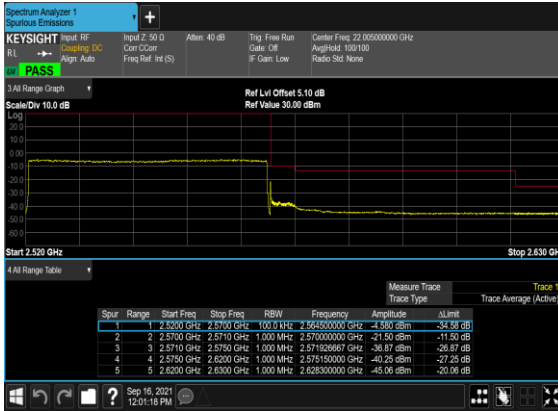 Spectrum Analyzer 1
Spurious Emissions
+
KEYSIGHT
RL
PASS
Input: RF
Coupling: DC
Align: Auto
Input Z: 50 Ω
Corr CCorr
Freq Ref: Int (S)
Atten: 40 dB
Trig: Free Run
Gate: Off
IF Gain: Low
Center Freq: 22.005000000 GHz
Avg|Hold: 100/100
Radio Std: None
3 All Range Graph
Scale/Div 10.0 dB
Ref Lvl Offset 5.10 dB
Ref Value 30.00 dBm
Log
20.0
10.0
0.00
-10.0
-20.0
-30.0
-40.0
-50.0
-60.0
Start 2.520 GHz
Stop 2.630 GH
4 All Range Table
Measure Trace Trace 1
Trace Type Trace Average (Active)
Spur Range Start Freq Stop Freq RBW Frequency Amplitude ΔLimit
1 1 2.5200 GHz 2.5700 GHz 100.0 kHz 2.564500000 GHz -4.580 dBm -34.58 dB
2 2 2.5700 GHz 2.5710 GHz 1.000 MHz 2.570000000 GHz -21.50 dBm -11.50 dB
3 3 2.5710 GHz 2.5750 GHz 1.000 MHz 2.571926667 GHz -36.87 dBm -26.87 dB
4 4 2.5750 GHz 2.6200 GHz 1.000 MHz 2.575150000 GHz -40.25 dBm -27.25 dB
5 5 2.6200 GHz 2.6300 GHz 1.000 MHz 2.628300000 GHz -45.06 dBm -20.06 dB
?
Sep 16, 2021
12:01:18 PM